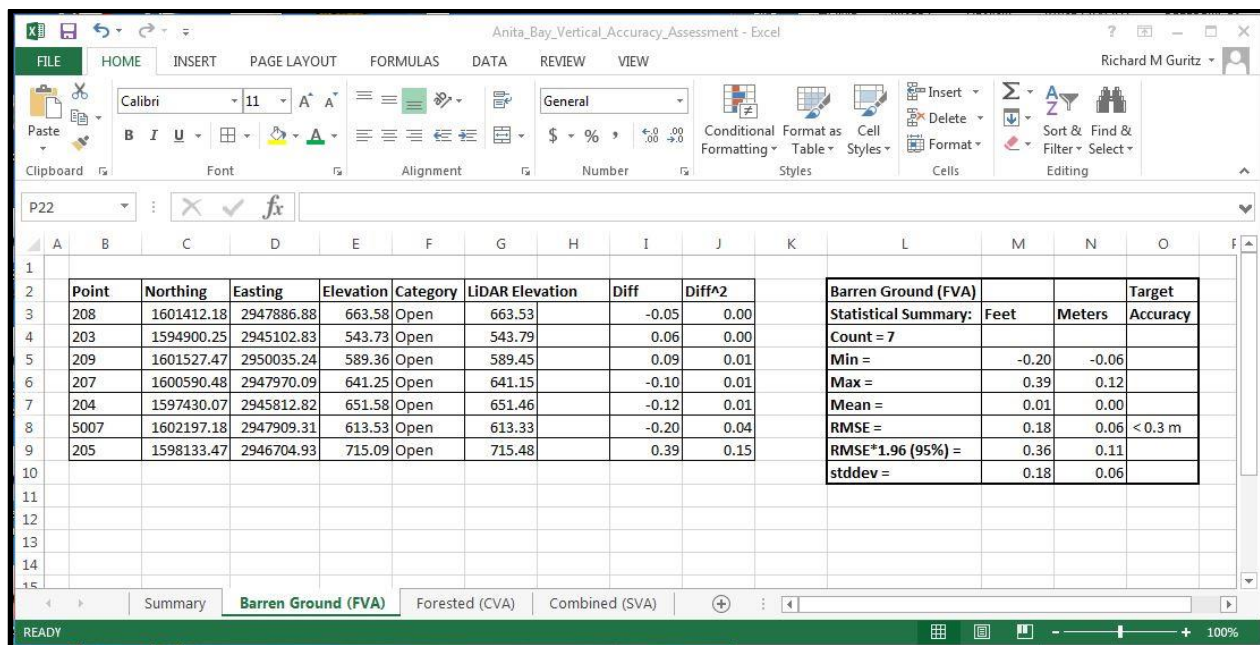 Anita_Bay_Vertical_Accuracy_Assessment - Excel
FILE HOME INSERT PAGE LAYOUT FORMULAS DATA REVIEW VIEW Richard M Guritz
Paste
Clipboard
Calibri 11
B I U
Font
Alignment
General
$ % ,
Number
Conditional Formatting
Format as Table
Cell Styles
Styles
Insert
Delete
Format
Cells
Sort & Filter
Find & Select
Editing
P22 fx
A B C D E F G H I J K L M N O
1
2 Point Northing Easting Elevation Category LiDAR Elevation Diff Diff^2 Barren Ground (FVA) Target
3 208 1601412.18 2947886.88 663.58 Open 663.53 -0.05 0.00 Statistical Summary: Feet Meters Accuracy
4 203 1594900.25 2945102.83 543.73 Open 543.79 0.06 0.00 Count = 7
5 209 1601527.47 2950035.24 589.36 Open 589.45 0.09 0.01 Min = -0.20 -0.06
6 207 1600590.48 2947970.09 641.25 Open 641.15 -0.10 0.01 Max = 0.39 0.12
7 204 1597430.07 2945812.82 651.58 Open 651.46 -0.12 0.01 Mean = 0.01 0.00
8 5007 1602197.18 2947909.31 613.53 Open 613.33 -0.20 0.04 RMSE = 0.18 0.06 < 0.3 m
9 205 1598133.47 2946704.93 715.09 Open 715.48 0.39 0.15 RMSE*1.96 (95%) = 0.36 0.11
10 stddev = 0.18 0.06
11
12
13
14
15
Summary Barren Ground (FVA) Forested (CVA) Combined (SVA)
READY 100%